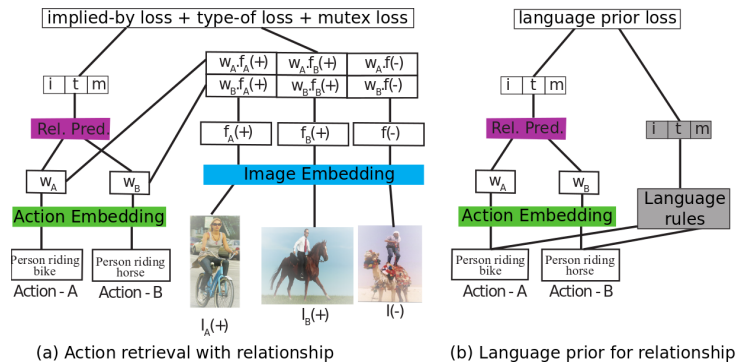 implied-by loss + type-of loss + mutex loss
i t m
Rel. Pred.
w_A w_B
Action Embedding
Person riding bike
Person riding horse
Action - A
Action - B
w_A.f_A(+) w_A.f_B(+) w_A.f(-)
w_B.f_A(+) w_B.f_B(+) w_B.f(-)
f_A(+) f_B(+) f(-)
Image Embedding
I_A(+)
I_B(+)
I(-)
(a) Action retrieval with relationship
language prior loss
i t m
Rel. Pred.
i t m
w_A w_B
Action Embedding
Language
rules
Person riding
bike
Person riding
horse
Action - A
Action - B
(b) Language prior for relationship